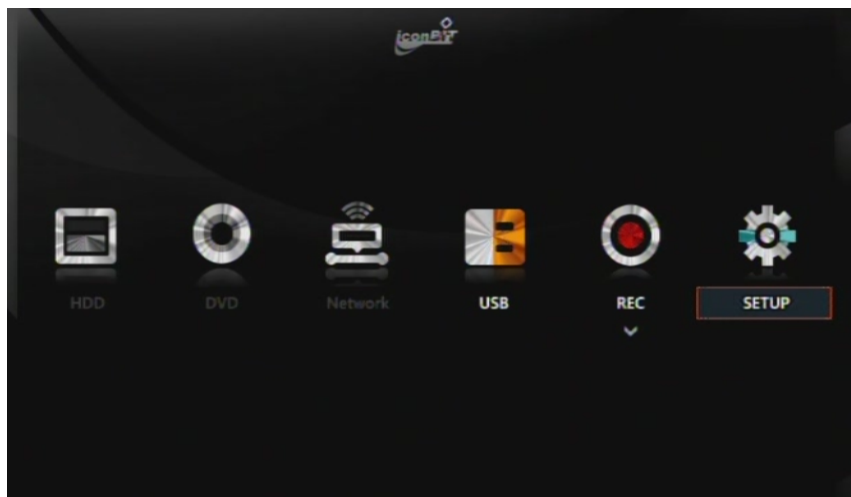 iconBIT
HDD
DVD
Network
USB
REC
SETUP